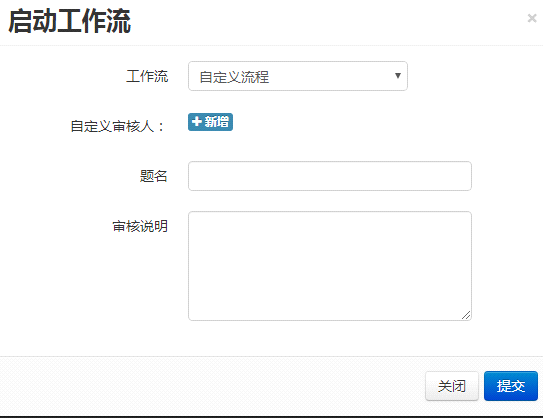 启动工作流 ×
工作流 自定义流程
自定义审核人： 新增
题名
审核说明
关闭 提交